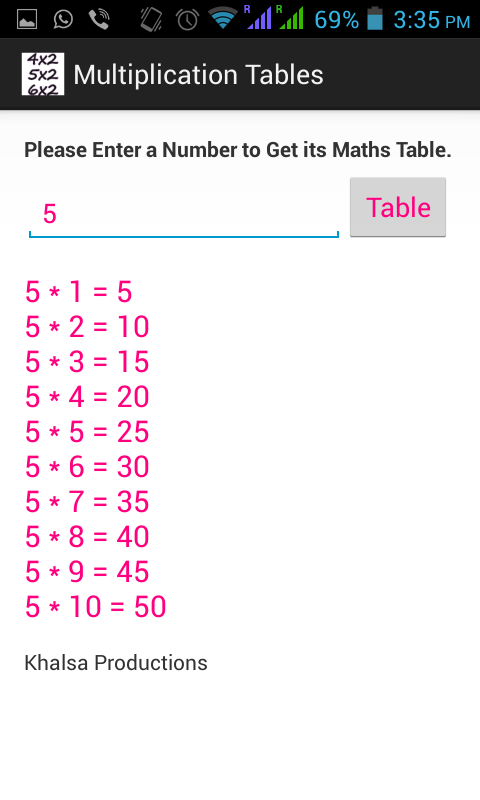 R R 69% 3:35 PM
4x2
5x2
6x2
Multiplication Tables
Please Enter a Number to Get its Maths Table.
5
Table
5 * 1 = 5
5 * 2 = 10
5 * 3 = 15
5 * 4 = 20
5 * 5 = 25
5 * 6 = 30
5 * 7 = 35
5 * 8 = 40
5 * 9 = 45
5 * 10 = 50
Khalsa Productions